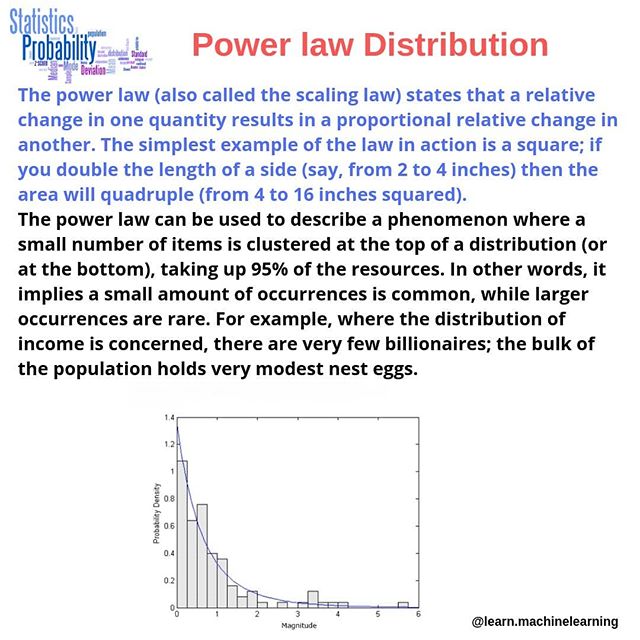 Statistics
Probability
population
distribution
Standard
Z-SCORE
Median
Mode
Deviation
Power law Distribution
The power law (also called the scaling law) states that a relative
change in one quantity results in a proportional relative change in
another. The simplest example of the law in action is a square; if
you double the length of a side (say, from 2 to 4 inches) then the
area will quadruple (from 4 to 16 inches squared).
The power law can be used to describe a phenomenon where a
small number of items is clustered at the top of a distribution (or
at the bottom), taking up 95% of the resources. In other words, it
implies a small amount of occurrences is common, while larger
occurrences are rare. For example, where the distribution of
income is concerned, there are very few billionaires; the bulk of
the population holds very modest nest eggs.
1.4
1.2
1
0.8
0.6
0.4
0.2
0
Probability Density
0 1 2 3 4 5 6
Magnitude
@learn.machinelearning